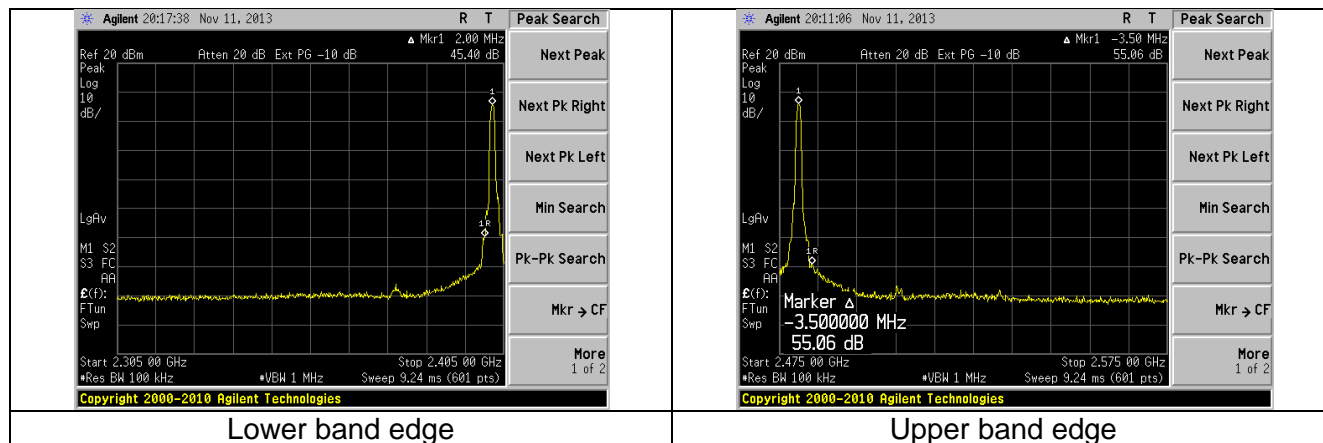 Agilent 20:17:38 Nov 11, 2013 R T
Peak Search
Mkr1 2.00 MHz
Ref 20 dBm Atten 20 dB Ext PG -10 dB 45.40 dB
Peak
Log
10
dB/
1
1R
LgAv
M1 S2
S3 FC
AA
£(f):
FTun
Swp
Start 2.305 00 GHz Stop 2.405 00 GHz
#Res BW 100 kHz #VBW 1 MHz Sweep 9.24 ms (601 pts)
Copyright 2000-2010 Agilent Technologies
Next Peak
Next Pk Right
Next Pk Left
Min Search
Pk-Pk Search
Mkr → CF
More
1 of 2
Lower band edge
Agilent 20:11:06 Nov 11, 2013 R T
Peak Search
Δ Mkr1 -3.50 MHz
Ref 20 dBm Atten 20 dB Ext PG -10 dB 55.06 dB
Peak
Log
10
dB/
1
1R
LgAv
M1 S2
S3 FC
AA
£(f):
FTun
Swp
Marker Δ
-3.500000 MHz
55.06 dB
Start 2.475 00 GHz Stop 2.575 00 GHz
#Res BW 100 kHz #VBW 1 MHz Sweep 9.24 ms (601 pts)
Copyright 2000-2010 Agilent Technologies
Next Peak
Next Pk Right
Next Pk Left
Min Search
Pk-Pk Search
Mkr → CF
More
1 of 2
Upper band edge